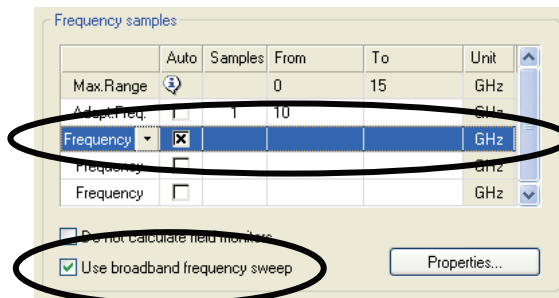 Frequency samples
Auto Samples From To Unit
Max.Range 0 15 GHz
Adapt.Freq. 1 10 GHz
Frequency GHz
Frequency GHz
Frequency GHz
Do not calculate field monitors
Use broadband frequency sweep
Properties...